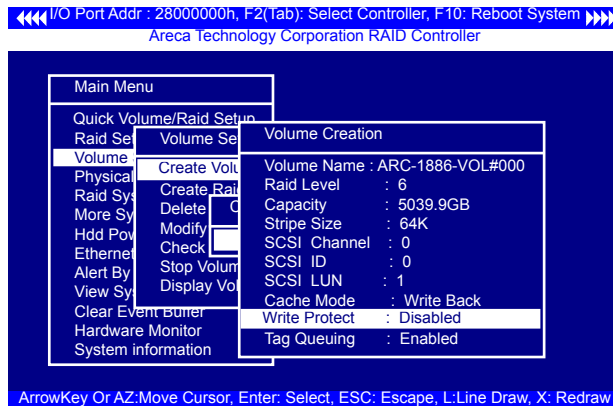 I/O Port Addr : 28000000h, F2(Tab): Select Controller, F10: Reboot System
Areca Technology Corporation RAID Controller
Main Menu
Quick Volume/Raid Setup
Raid Set
Volume
Physical
Raid Sys
More Sy
Hdd Pow
Ethernet
Alert By
View Sys
Clear Event Buffer
Hardware Monitor
System information
Volume Se
Create Volu
Create Rai
Delete
Modify
Check
Stop Volum
Display Vol
C
Volume Creation
Volume Name : ARC-1886-VOL#000
Raid Level : 6
Capacity : 5039.9GB
Stripe Size : 64K
SCSI Channel : 0
SCSI ID : 0
SCSI LUN : 1
Cache Mode : Write Back
Write Protect : Disabled
Tag Queuing : Enabled
ArrowKey Or AZ:Move Cursor, Enter: Select, ESC: Escape, L:Line Draw, X: Redraw